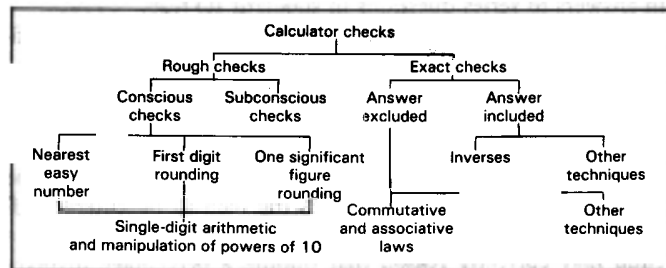 Calculator checks
Rough checks Exact checks
Conscious checks
Subconscious checks
Answer excluded
Answer included
Nearest easy number
First digit rounding
One significant figure rounding
Inverses
Other techniques
Single-digit arithmetic
and manipulation of powers of 10
Commutative and associative laws
Other techniques